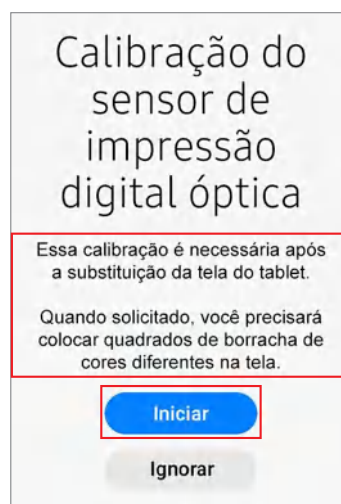 Calibração do
sensor de
impressão
digital óptica
Essa calibração é necessária após
a substituição da tela do tablet.
Quando solicitado, você precisará
colocar quadrados de borracha de
cores diferentes na tela.
Iniciar
Ignorar